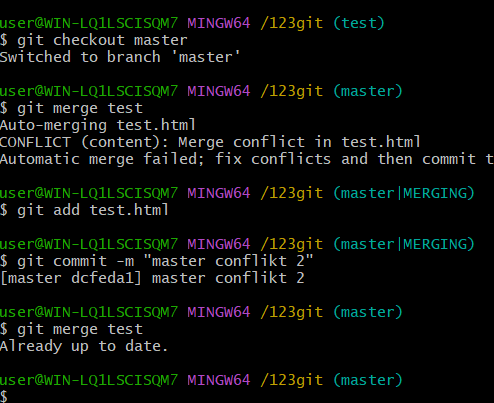 user@WIN-LQ1LSCISQM7 MINGW64 /123git (test)
$ git checkout master
Switched to branch 'master'
user@WIN-LQ1LSCISQM7 MINGW64 /123git (master)
$ git merge test
Auto-merging test.html
CONFLICT (content): Merge conflict in test.html
Automatic merge failed; fix conflicts and then commit t
user@WIN-LQ1LSCISQM7 MINGW64 /123git (master|MERGING)
$ git add test.html
user@WIN-LQ1LSCISQM7 MINGW64 /123git (master|MERGING)
$ git commit -m "master conflikt 2"
[master dcfeda1] master conflikt 2
user@WIN-LQ1LSCISQM7 MINGW64 /123git (master)
$ git merge test
Already up to date.
user@WIN-LQ1LSCISQM7 MINGW64 /123git (master)
$